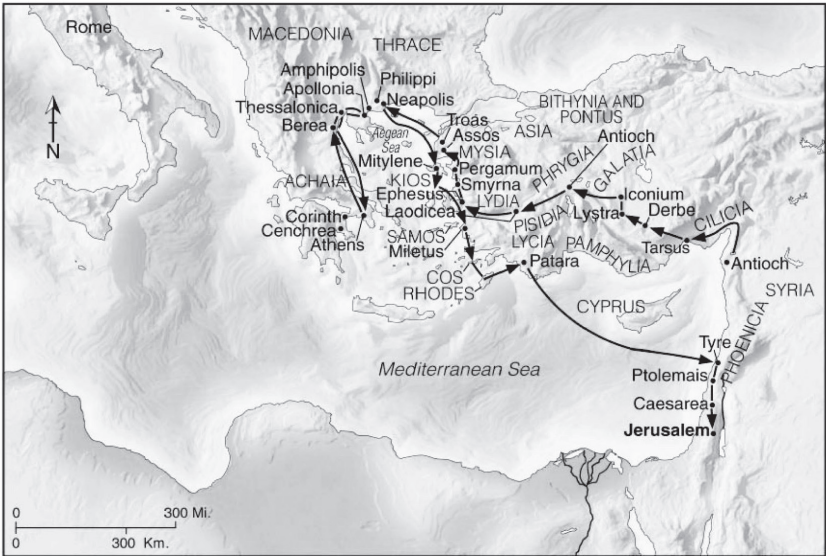 Rome
MACEDONIA
THRACE
Amphipolis
Philippi
Apollonia
Neapolis
Thessalonica
Berea
N
Aegean
Sea
Troas
Assos
ASIA
BITHYNIA AND
PONTUS
MYSIA
Mitylene
Pergamum
Smyrna
PHRYGIA
Antioch
GALATIA
ACHAIA
KIOS
Ephesus
LYDIA
Laodicea
PISIDIA
Iconium
Lystra
Derbe
CILICIA
Corinth
Cenchrea
Athens
SAMOS
Miletus
LYCIA
PAMPHYLIA
Tarsus
COS
RHODES
Patara
Antioch
SYRIA
CYPRUS
PHOENICIA
Tyre
Mediterranean Sea
Ptolemais
Caesarea
Jerusalem
0 300 Mi.
0 300 Km.